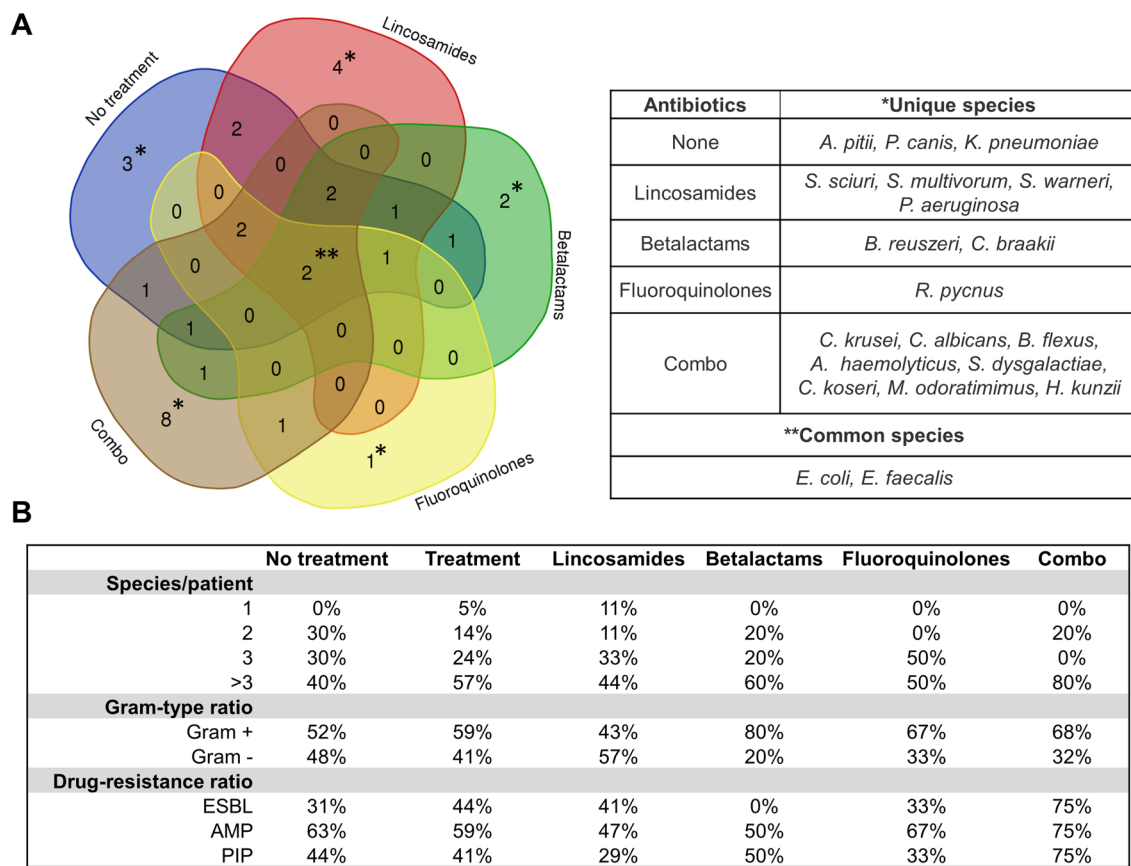 A
Lincosamides
No treatment
4*
2
3*
0
0
0
0
2*
0
0
2
2
1
1
Betalactams
0
2**
1
0
1
0
1
0
0
0
1
0
0
8*
1
0
Combo
1*
Fluoroquinolones
Antibiotics *Unique species
None A. pitii, P. canis, K. pneumoniae
Lincosamides S. sciuri, S. multivorum, S. warneri,
P. aeruginosa
Betalactams B. reuszeri, C. braakii
Fluoroquinolones R. pycnus
Combo C. krusei, C. albicans, B. flexus,
A. haemolyticus, S. dysgalactiae,
C. koseri, M. odoratimimus, H. kunzii
**Common species
E. coli, E. faecalis
B
No treatment Treatment Lincosamides Betalactams Fluoroquinolones Combo
Species/patient
1 0% 5% 11% 0% 0% 0%
2 30% 14% 11% 20% 0% 20%
3 30% 24% 33% 20% 50% 0%
>3 40% 57% 44% 60% 50% 80%
Gram-type ratio
Gram + 52% 59% 43% 80% 67% 68%
Gram - 48% 41% 57% 20% 33% 32%
Drug-resistance ratio
ESBL 31% 44% 41% 0% 33% 75%
AMP 63% 59% 47% 50% 67% 75%
PIP 44% 41% 29% 50% 33% 75%